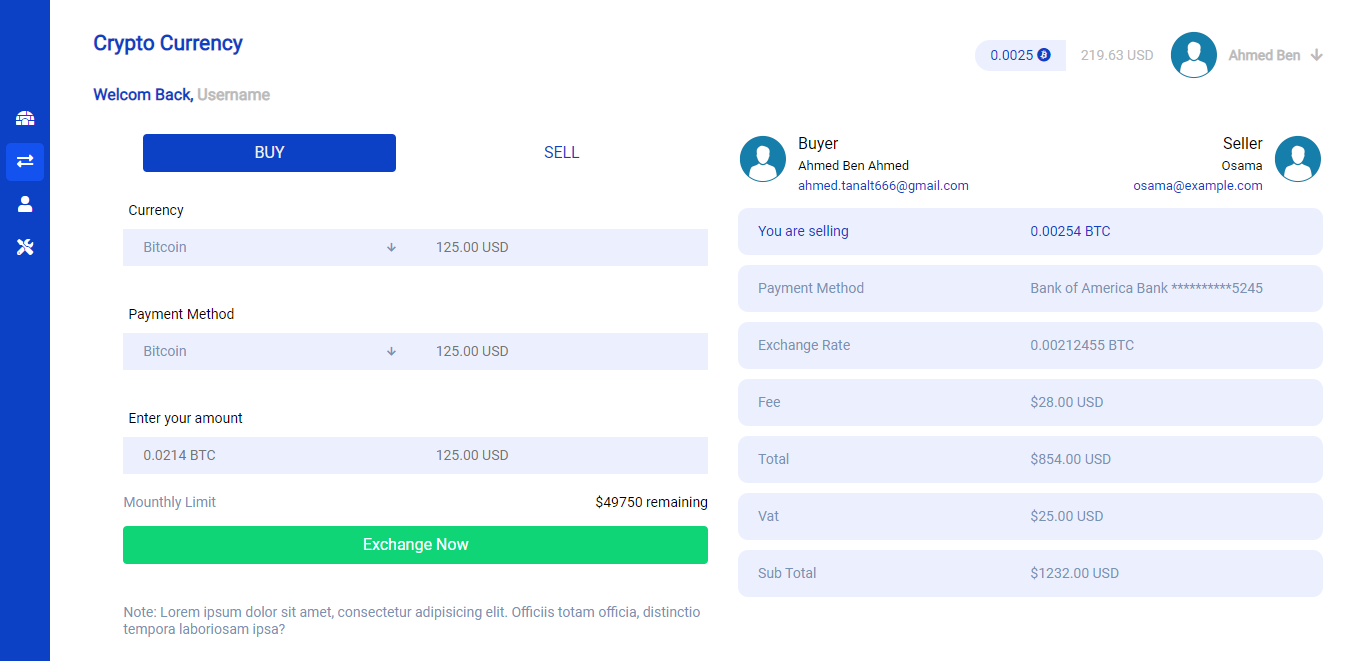 Crypto Currency
0.0025 219.63 USD Ahmed Ben
Welcom Back, Username
BUY SELL
Currency
Bitcoin 125.00 USD
Payment Method
Bitcoin 125.00 USD
Enter your amount
0.0214 BTC 125.00 USD
Mounthly Limit $49750 remaining
Exchange Now
Note: Lorem ipsum dolor sit amet, consectetur adipisicing elit. Officiis totam officia, distinctio
tempora laboriosam ipsa?
Buyer Seller
Ahmed Ben Ahmed Osama
ahmed.tanalt666@gmail.com osama@example.com
You are selling 0.00254 BTC
Payment Method Bank of America Bank **********5245
Exchange Rate 0.00212455 BTC
Fee $28.00 USD
Total $854.00 USD
Vat $25.00 USD
Sub Total $1232.00 USD